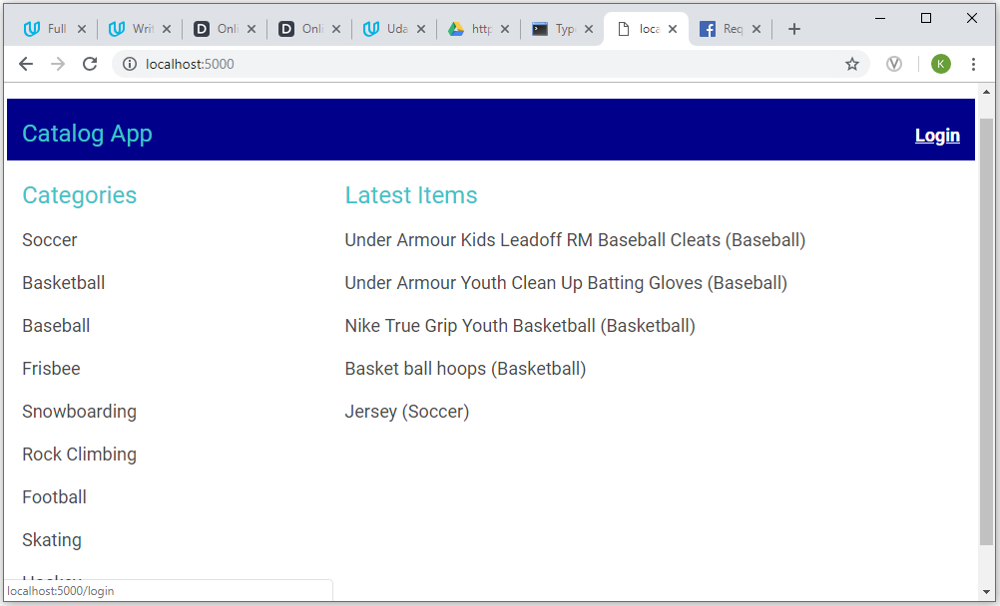 Full
Writ
Onli
Onli
Uda
http
Typ
loca
Req
localhost:5000
K
Catalog App
Login
Categories
Latest Items
Soccer
Under Armour Kids Leadoff RM Baseball Cleats (Baseball)
Basketball
Under Armour Youth Clean Up Batting Gloves (Baseball)
Baseball
Nike True Grip Youth Basketball (Basketball)
Frisbee
Basket ball hoops (Basketball)
Snowboarding
Jersey (Soccer)
Rock Climbing
Football
Skating
Hockey
localhost:5000/login